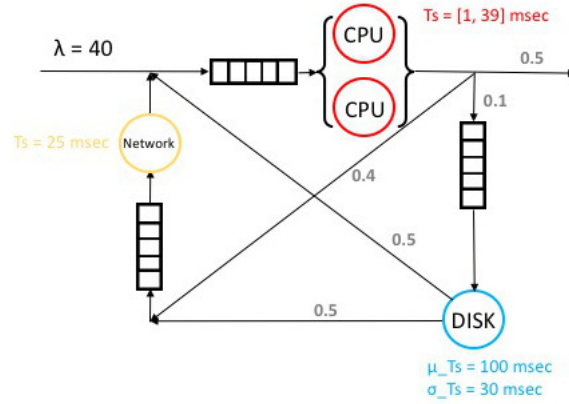 Ts = [1, 39] msec
λ = 40
CPU
0.5
CPU
0.1
Ts = 25 msec
Network
0.4
0.5
0.5
DISK
μ_Ts = 100 msec
σ_Ts = 30 msec